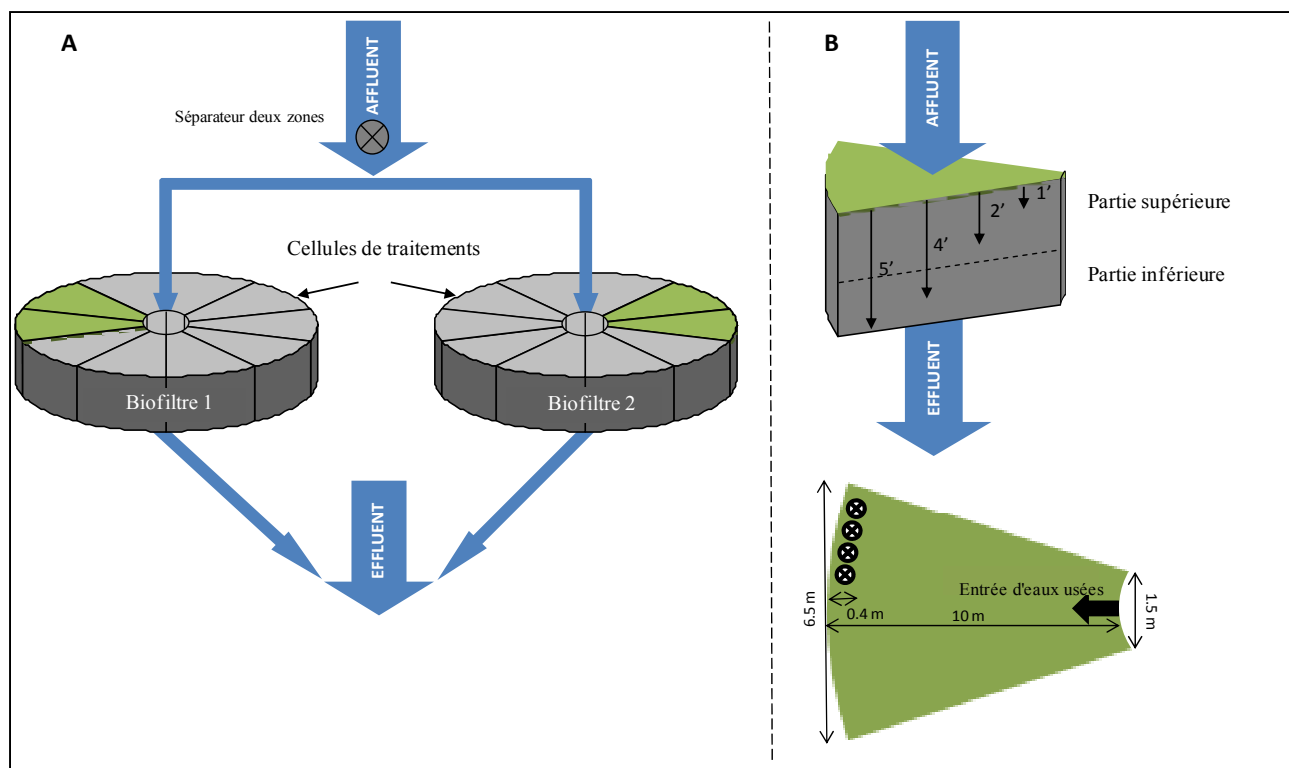 A
AFFLUENT
Séparateur deux zones
Cellules de traitements
Biofiltre 1
Biofiltre 2
EFFLUENT
B
AFFLUENT
1’
2’
4’
5’
Partie supérieure
Partie inférieure
EFFLUENT
Entrée d'eaux usées
6.5 m
0.4 m
10 m
1.5 m